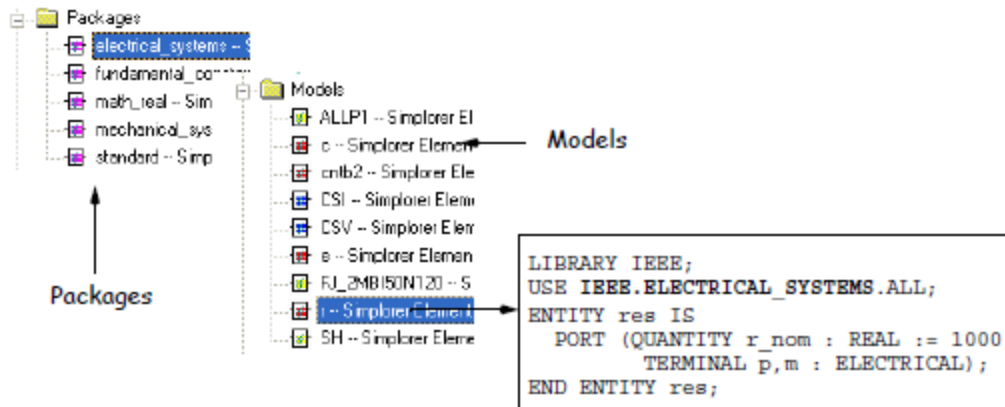 Packages
electrical_systems -- S
fundamental_con
math_real -- Sim
mechanical_sys
standard -- Simp
Packages
Models
ALLP1 -- Simplorer El
c -- Simplorer Elemen
cntb2 -- Simplorer Ele
CSI -- Simplorer Elem
CSV -- Simplorer Elem
e -- Simplorer Elemen
FJ_2MBI50N120 -- S
r -- Simplorer Element
SH -- Simplorer Eleme
Models
LIBRARY IEEE;
USE IEEE.ELECTRICAL_SYSTEMS.ALL;
ENTITY res IS
PORT (QUANTITY r_nom : REAL := 1000
TERMINAL p,m : ELECTRICAL);
END ENTITY res;